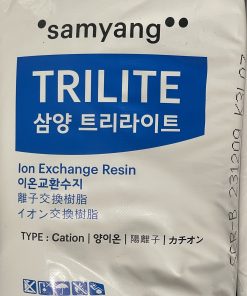 samyang
TRILITE
삼양 트리라이트
Ion Exchange Resin
이온교환수지
離子交換樹脂
イオン交換樹脂
TYPE : Cation | 양이온 | 陽離子 | カチオン